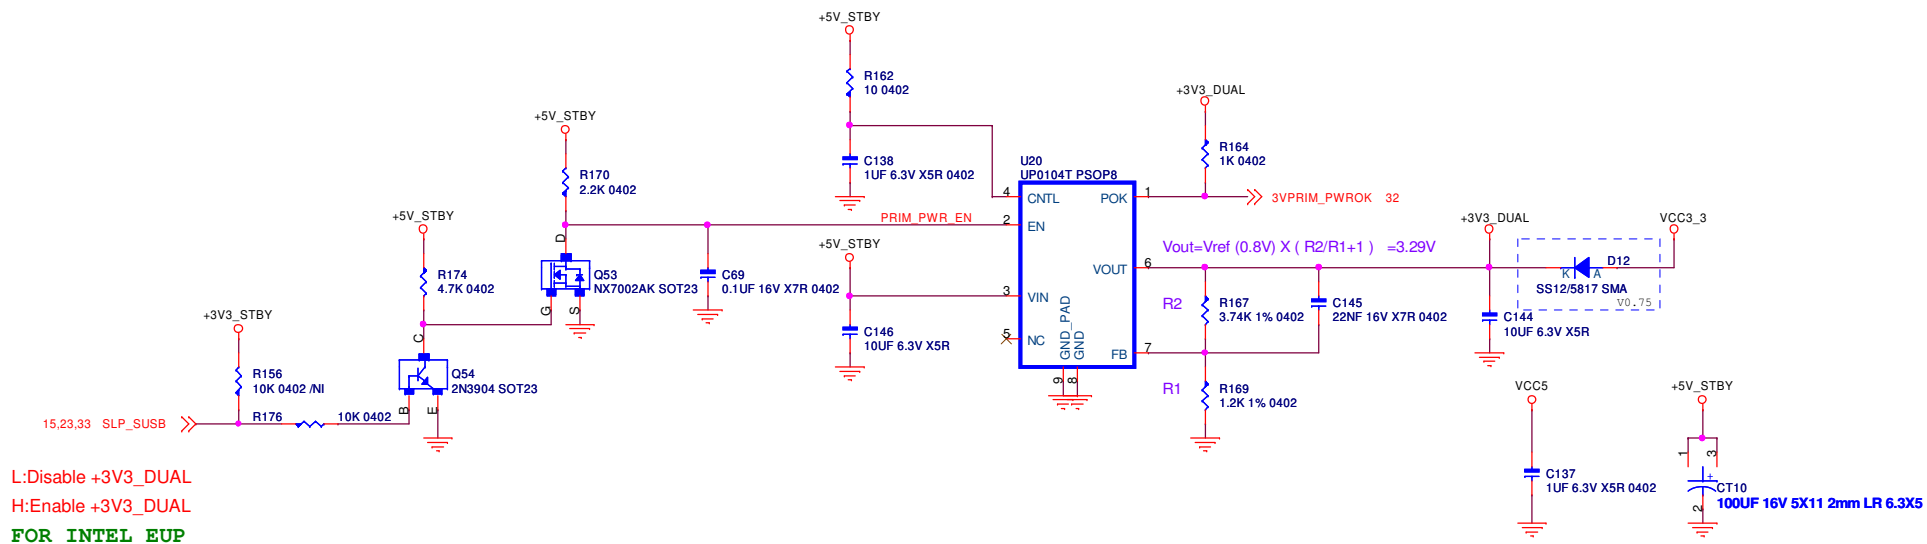 +5V_STBY
R162
10 0402
C138
1UF 6.3V X5R 0402
+5V_STBY
R170
2.2K 0402
+5V_STBY
R174
4.7K 0402
+3V3_STBY
R156
10K 0402 /NI
15,23,33 SLP_SUSB
R176
10K 0402
C
B
E
Q54
2N3904 SOT23
D
G
S
Q53
NX7002AK SOT23
PRIM_PWR_EN
C69
0.1UF 16V X7R 0402
+5V_STBY
C146
10UF 6.3V X5R
U20
UP0104T PSOP8
4
CNTL
2
EN
3
VIN
5
NC
GND_PAD
GND
9
8
POK
1
VOUT
6
FB
7
+3V3_DUAL
R164
1K 0402
3VPRIM_PWROK 32
Vout=Vref (0.8V) X ( R2/R1+1 ) =3.29V
R2
R167
3.74K 1% 0402
C145
22NF 16V X7R 0402
R1
R169
1.2K 1% 0402
+3V3_DUAL
C144
10UF 6.3V X5R
VCC3_3
D12
K
A
SS12/5817 SMA
V0.75
VCC5
C137
1UF 6.3V X5R 0402
+5V_STBY
1
3
+
2
CT10
100UF 16V 5X11 2mm LR 6.3X5
L:Disable +3V3_DUAL
H:Enable +3V3_DUAL
FOR INTEL EUP